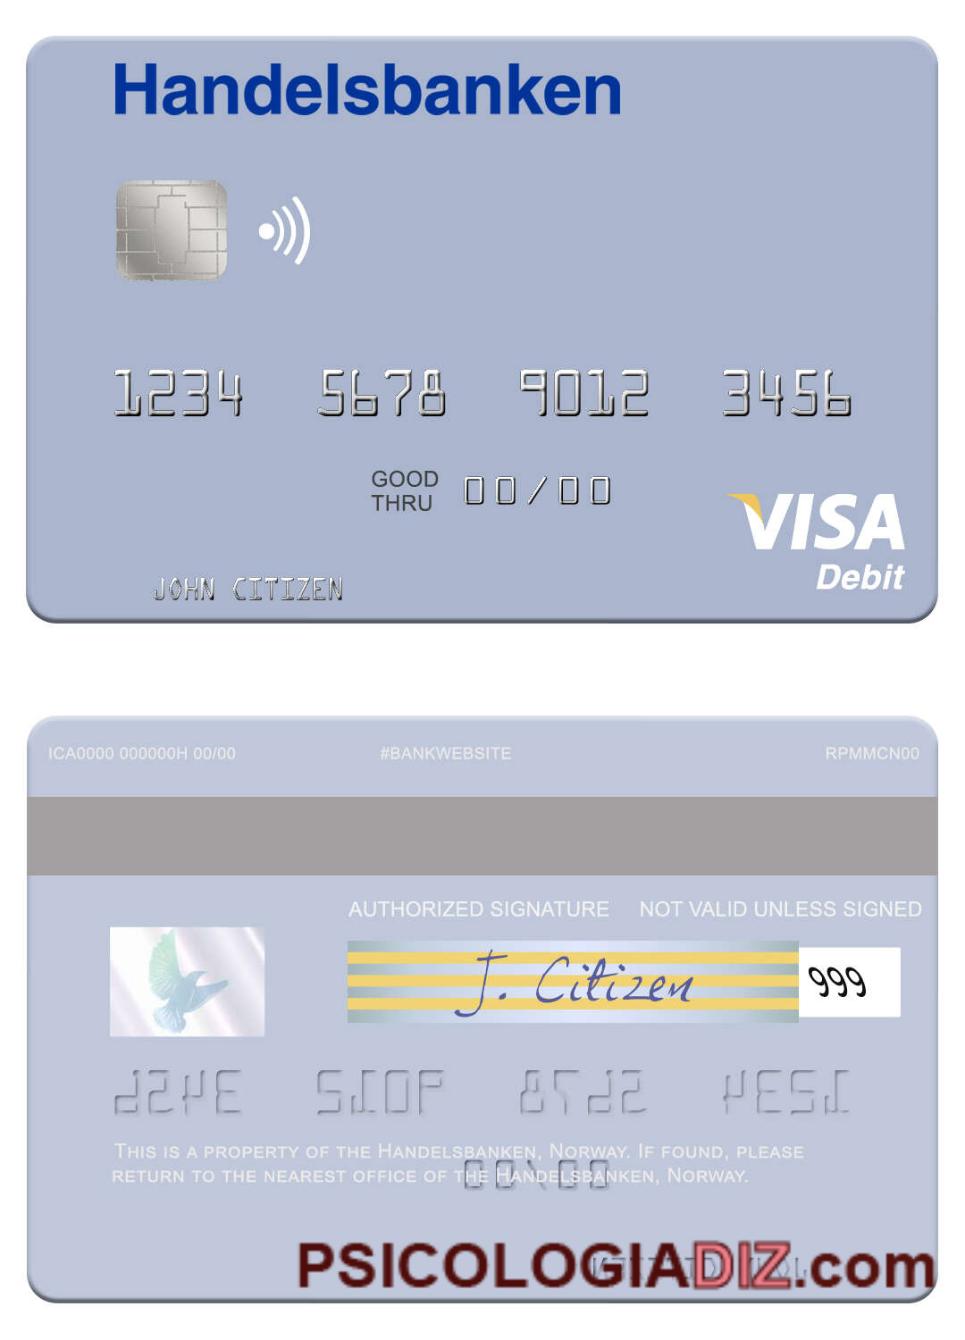 Handelsbanken
1234 5678 9012 3456
GOOD THRU 00/00
VISA
Debit
JOHN CITIZEN
ICA0000 000000H 00/00 #BANKWEBSITE RPMMCN00
AUTHORIZED SIGNATURE NOT VALID UNLESS SIGNED
J. Citizen 999
THIS IS A PROPERTY OF THE HANDELSBANKEN, NORWAY. IF FOUND, PLEASE
RETURN TO THE NEAREST OFFICE OF THE HANDELSBANKEN, NORWAY.
PSICOLOGIADIZ.com